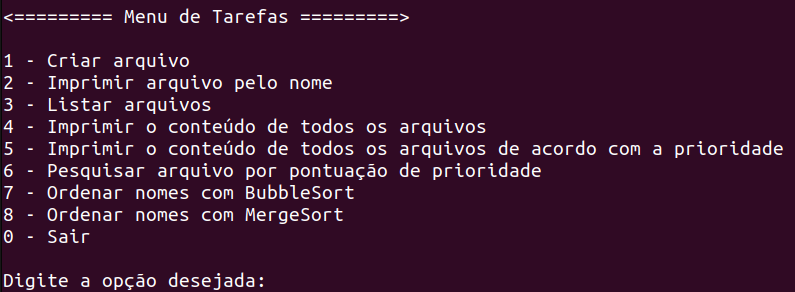 <========= Menu de Tarefas =========>
1 - Criar arquivo
2 - Imprimir arquivo pelo nome
3 - Listar arquivos
4 - Imprimir o conteúdo de todos os arquivos
5 - Imprimir o conteúdo de todos os arquivos de acordo com a prioridade
6 - Pesquisar arquivo por pontuação de prioridade
7 - Ordenar nomes com BubbleSort
8 - Ordenar nomes com MergeSort
0 - Sair
Digite a opção desejada: